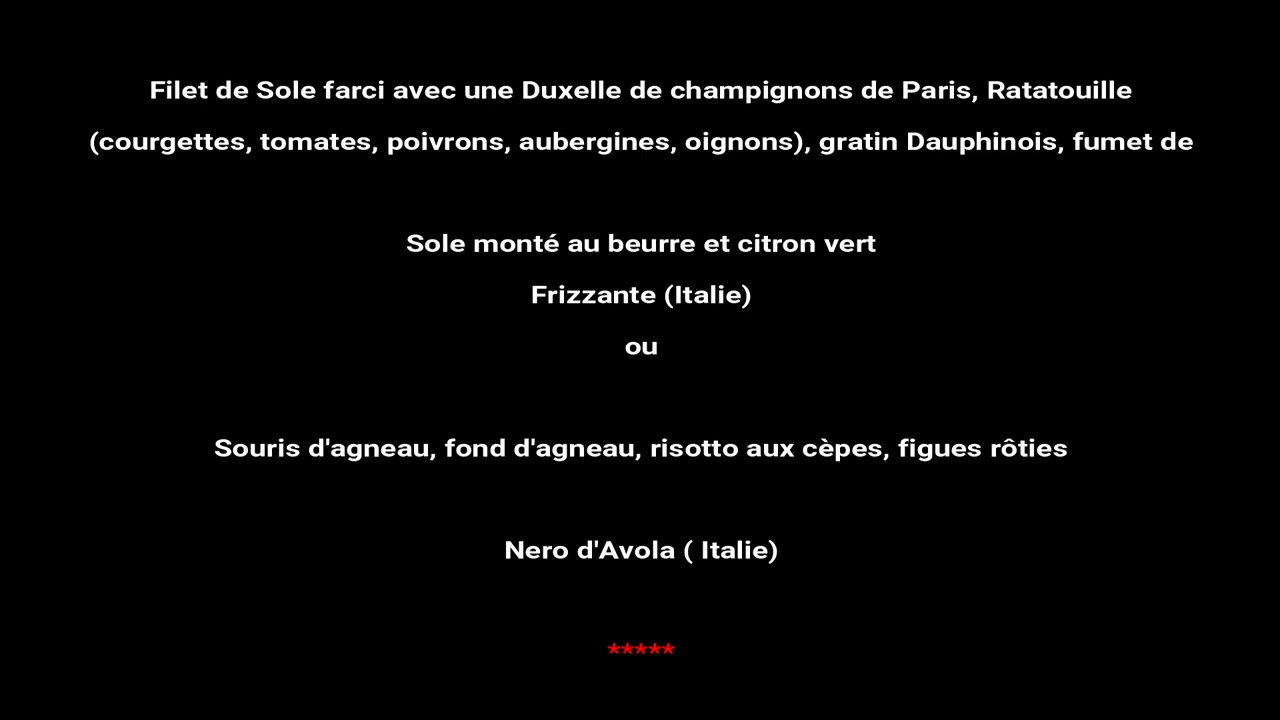 Filet de Sole farci avec une Duxelle de champignons de Paris, Ratatouille
(courgettes, tomates, poivrons, aubergines, oignons), gratin Dauphinois, fumet de
Sole monté au beurre et citron vert
Frizzante (Italie)
ou
Souris d'agneau, fond d'agneau, risotto aux cèpes, figues rôties
Nero d'Avola ( Italie)
*****